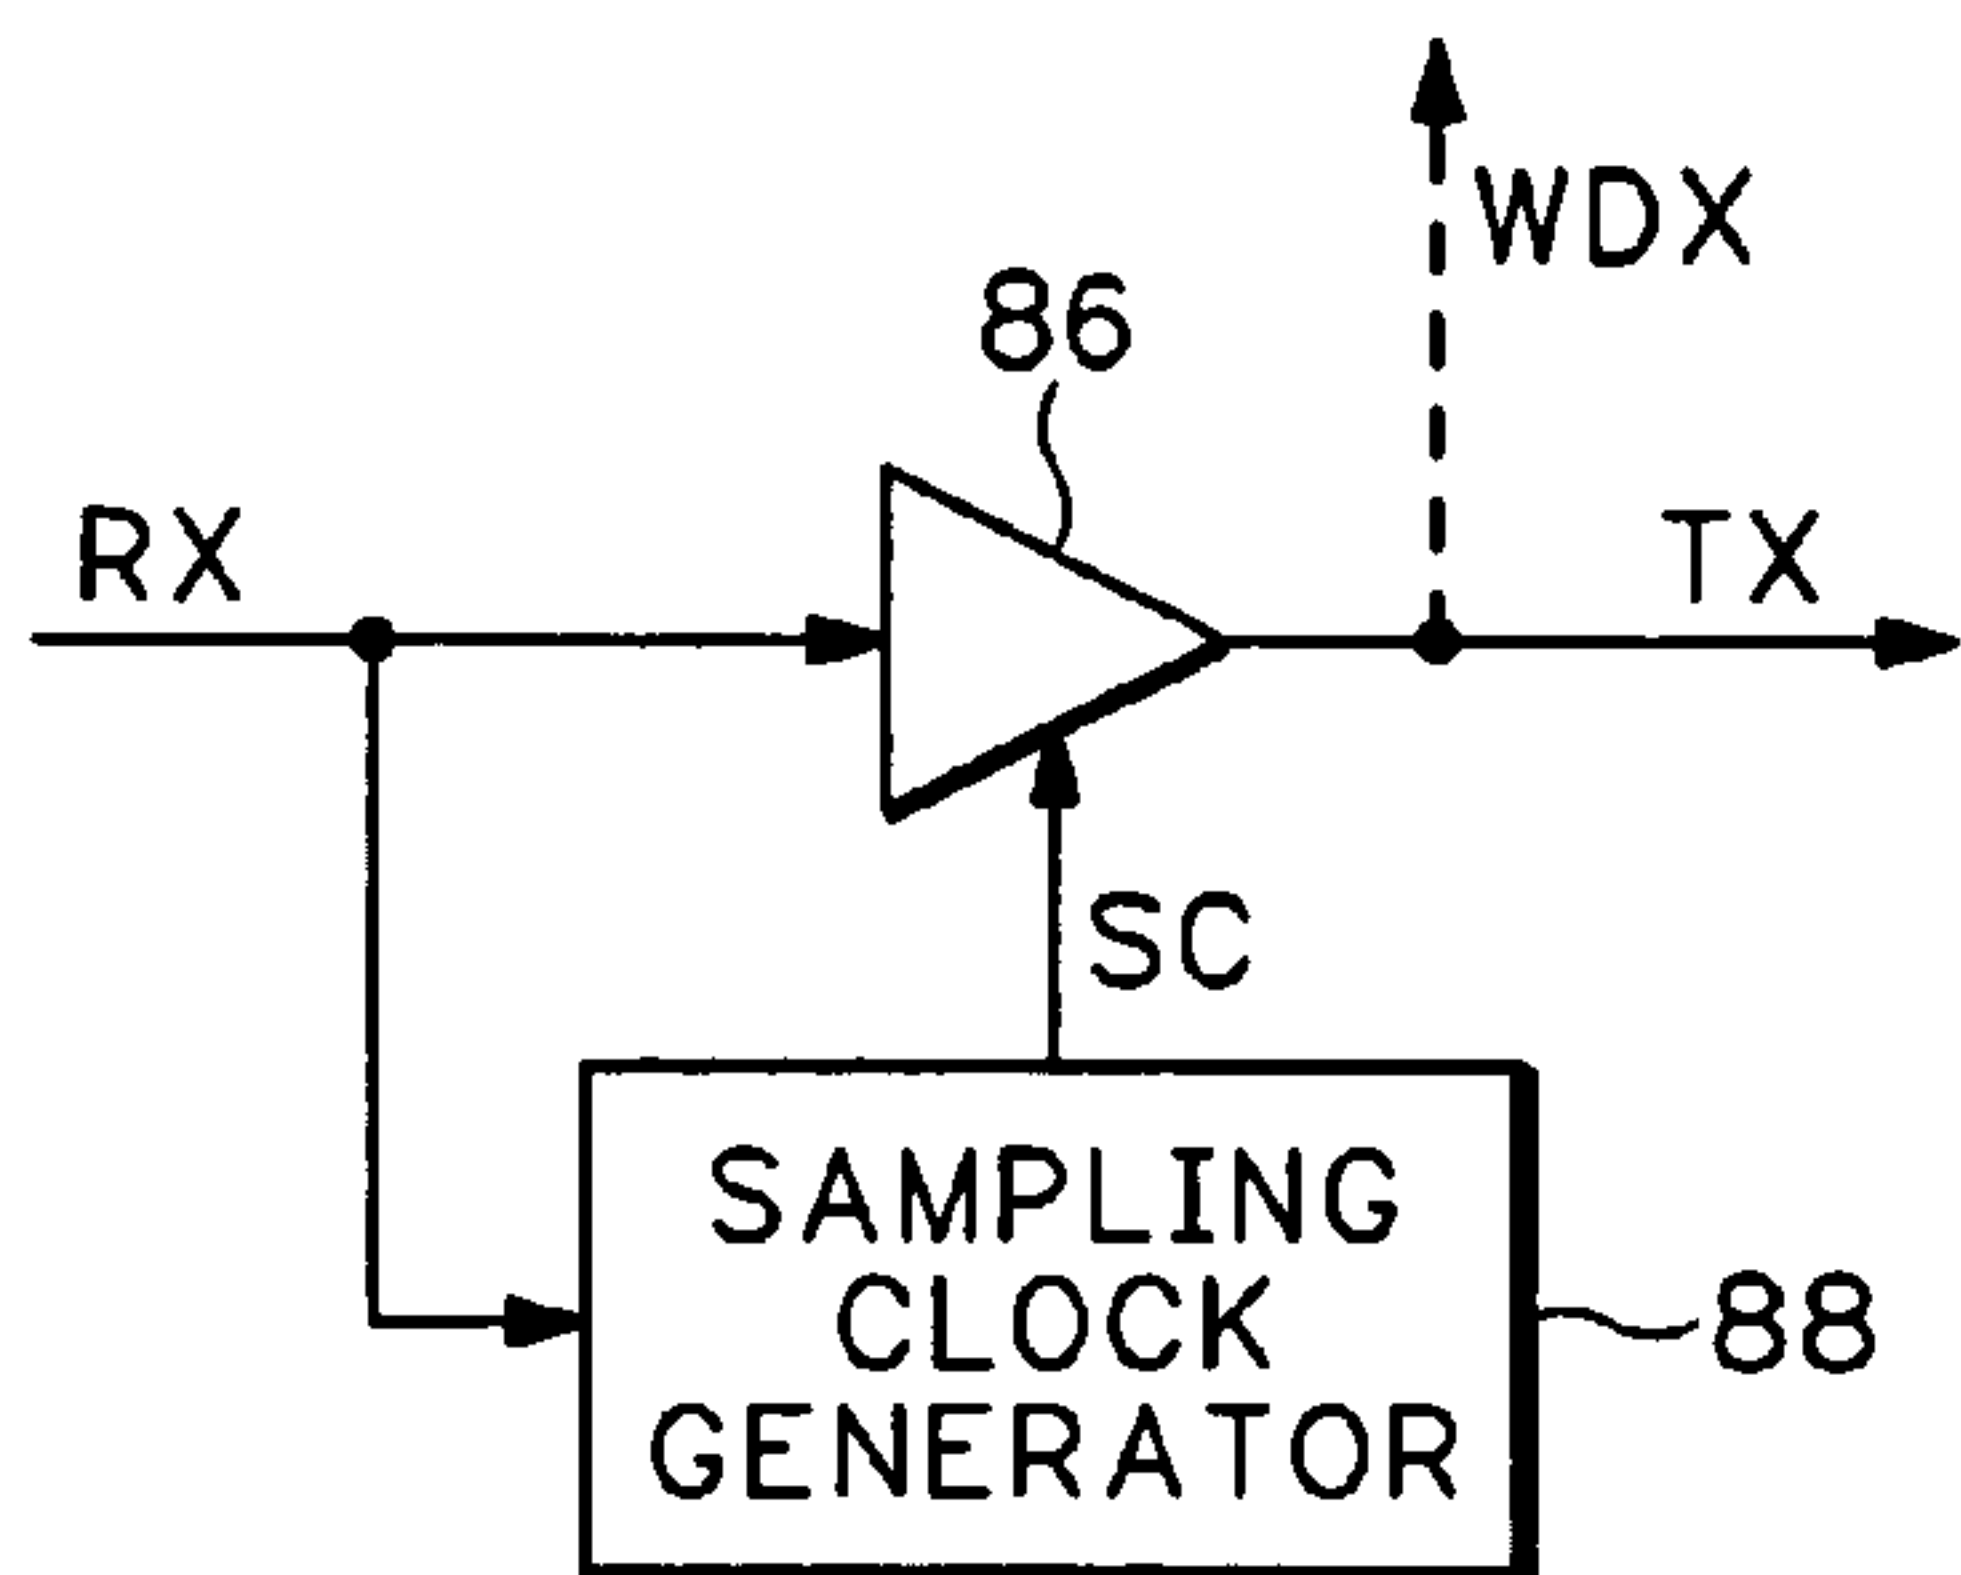 WDX
86
RX
TX
SC
SAMPLING
CLOCK
GENERATOR
88